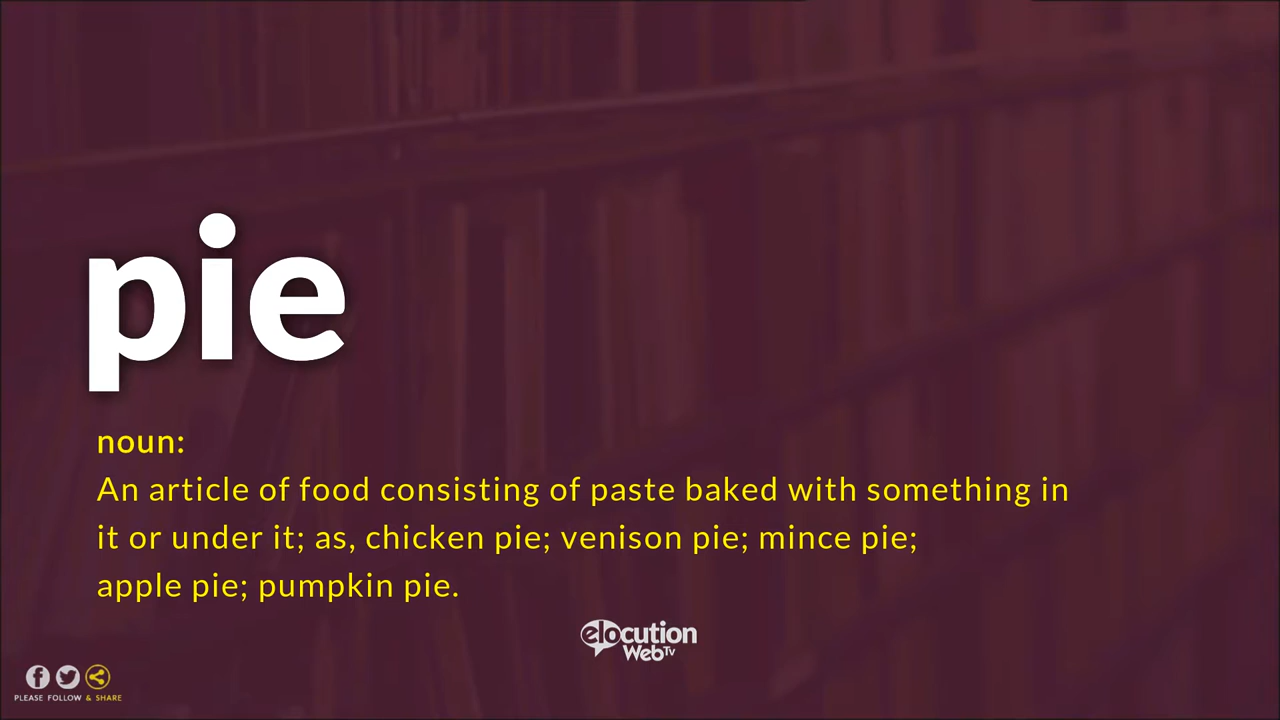 pie
noun:
An article of food consisting of paste baked with something in
it or under it; as, chicken pie; venison pie; mince pie;
apple pie; pumpkin pie.
elocution
WebTv
PLEASE FOLLOW & SHARE